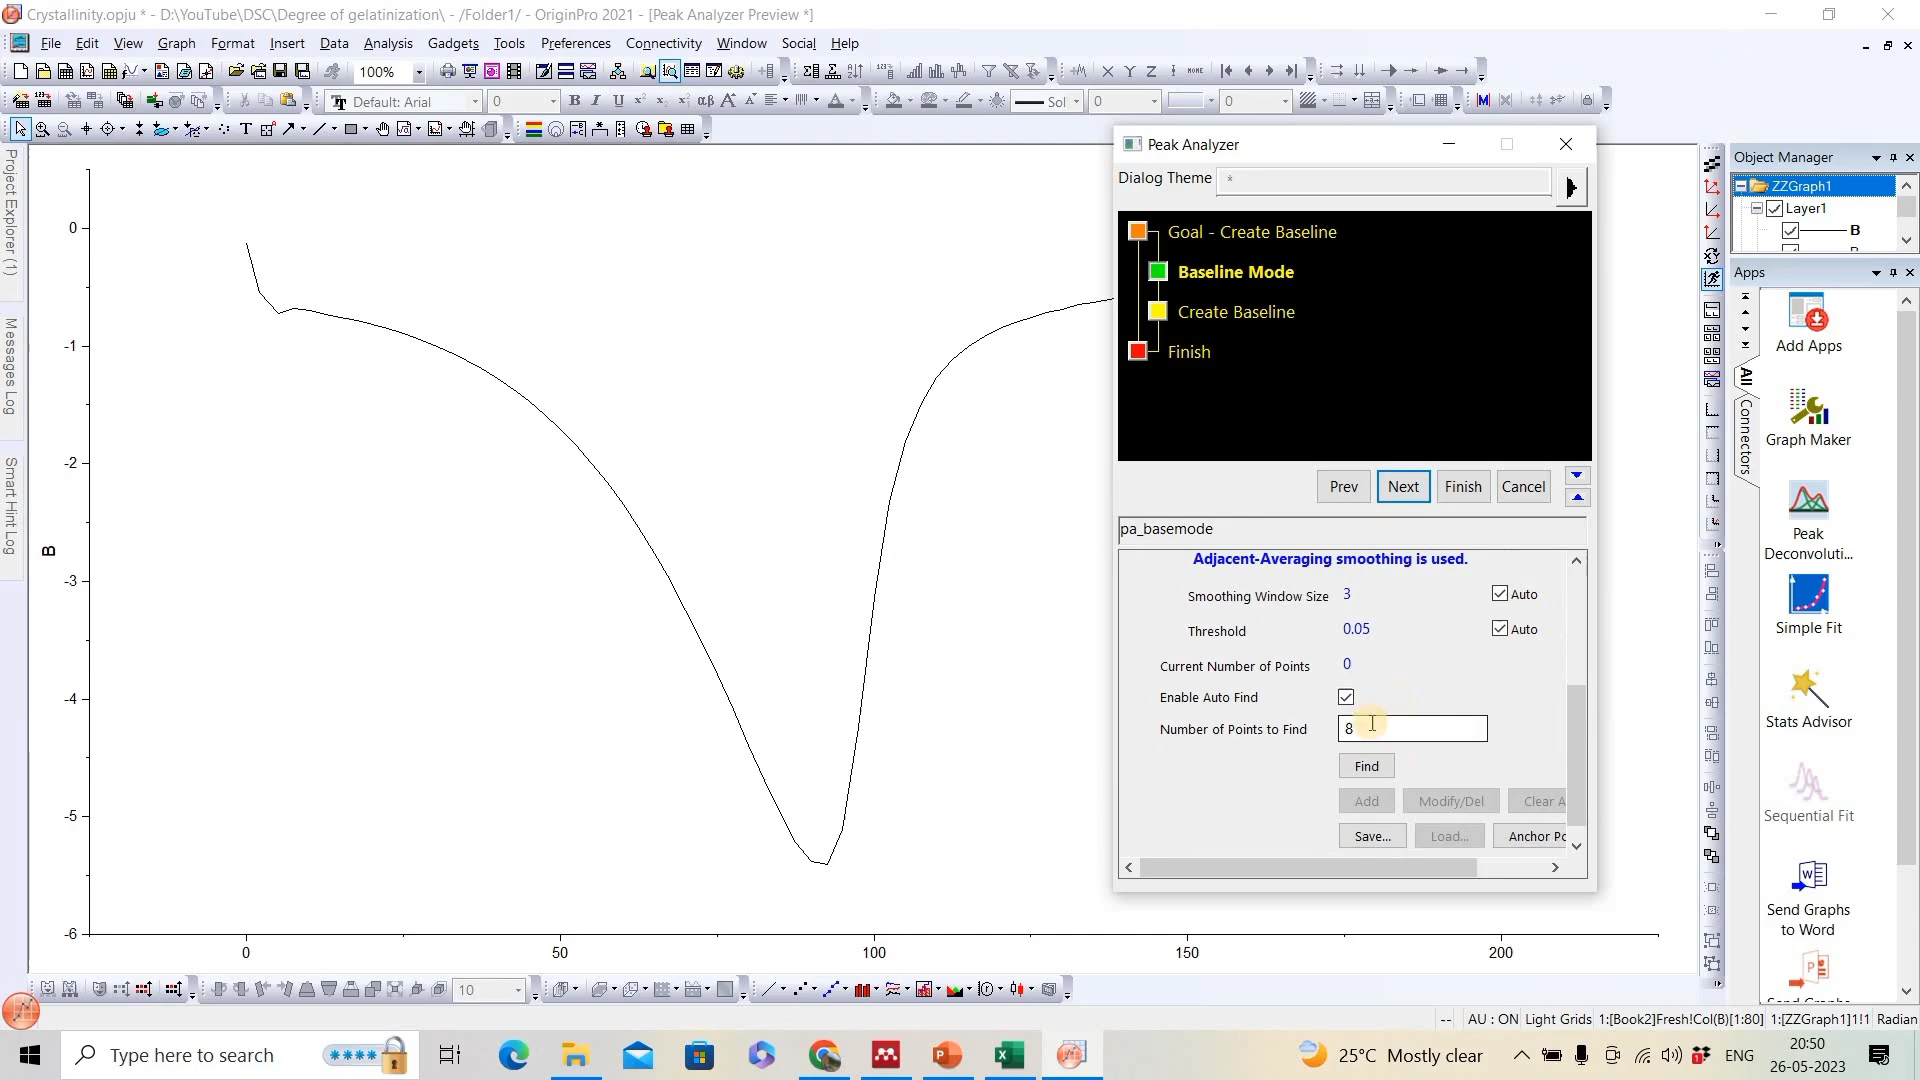 Crystallinity.opju * - D:\YouTube\DSC\Degree of gelatinization\ - /Folder1/ - OriginPro 2021 - [Peak Analyzer Preview *]
File Edit View Graph Format Insert Data Analysis Gadgets Tools Preferences Connectivity Window Social Help
100%
Default: Arial 0 B I U Sol 0 0
Project Explorer (1)
Messages Log
Smart Hint Log
0
-1
-2
-3
-4
-5
-6
B
0 50 100 150 200
Peak Analyzer
Dialog Theme *
Goal - Create Baseline
Baseline Mode
Create Baseline
Finish
Prev Next Finish Cancel
pa_basemode
Adjacent-Averaging smoothing is used.
Smoothing Window Size 3 Auto
Threshold 0.05 Auto
Current Number of Points 0
Enable Auto Find
Number of Points to Find 8
Find
Add Modify/Del Clear A
Save... Load... Anchor Po
Object Manager
ZZGraph1
Layer1
B
Apps
All
Connectors
Add Apps
Graph Maker
Peak
Deconvoluti...
Simple Fit
Stats Advisor
Sequential Fit
Send Graphs
to Word
10
-- AU : ON Light Grids 1:[Book2]Fresh!Col(B)[1:80] 1:[ZZGraph1]1!1 Radian
Type here to search
25°C Mostly clear
ENG
20:50
26-05-2023